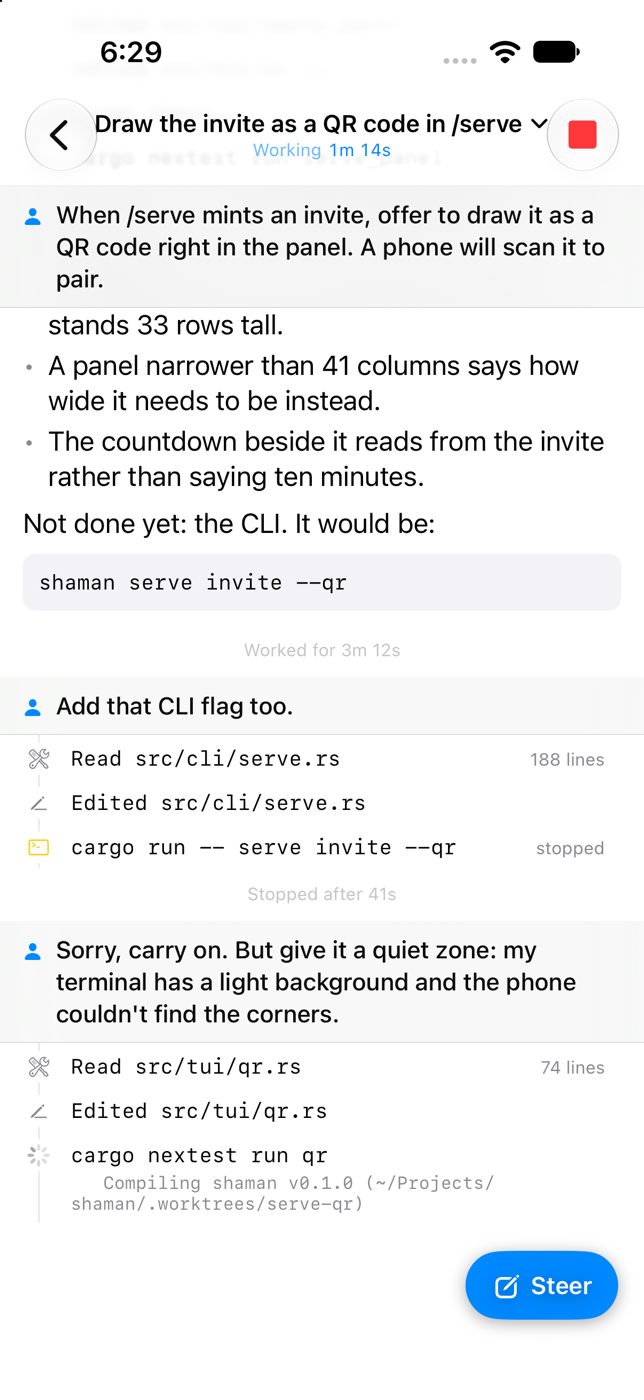 6:29
Draw the invite as a QR code in /serve
Working 1m 14s
When /serve mints an invite, offer to draw it as a
QR code right in the panel. A phone will scan it to
pair.
stands 33 rows tall.
• A panel narrower than 41 columns says how
wide it needs to be instead.
• The countdown beside it reads from the invite
rather than saying ten minutes.
Not done yet: the CLI. It would be:
shaman serve invite --qr
Worked for 3m 12s
Add that CLI flag too.
Read src/cli/serve.rs 188 lines
Edited src/cli/serve.rs
cargo run -- serve invite --qr stopped
Stopped after 41s
Sorry, carry on. But give it a quiet zone: my
terminal has a light background and the phone
couldn't find the corners.
Read src/tui/qr.rs 74 lines
Edited src/tui/qr.rs
cargo nextest run qr
Compiling shaman v0.1.0 (~/Projects/
shaman/.worktrees/serve-qr)
Steer